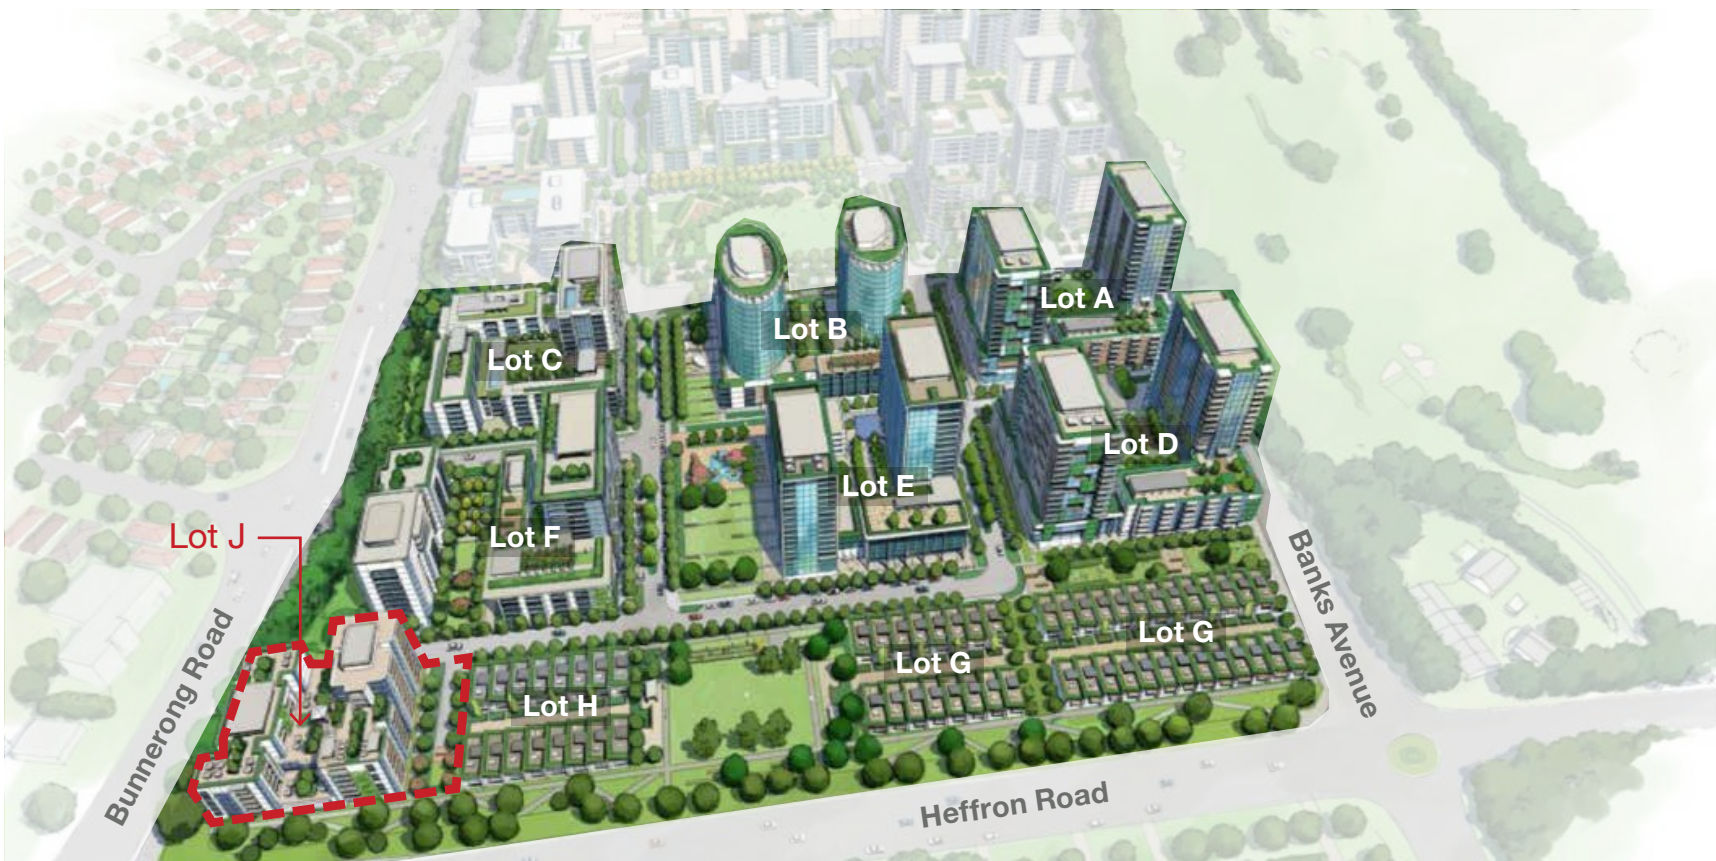 Lot A
Lot B
Lot C
Lot D
Lot E
Lot F
Lot J
Banks Avenue
Lot G
Lot G
Lot H
Bunnerong Road
Heffron Road